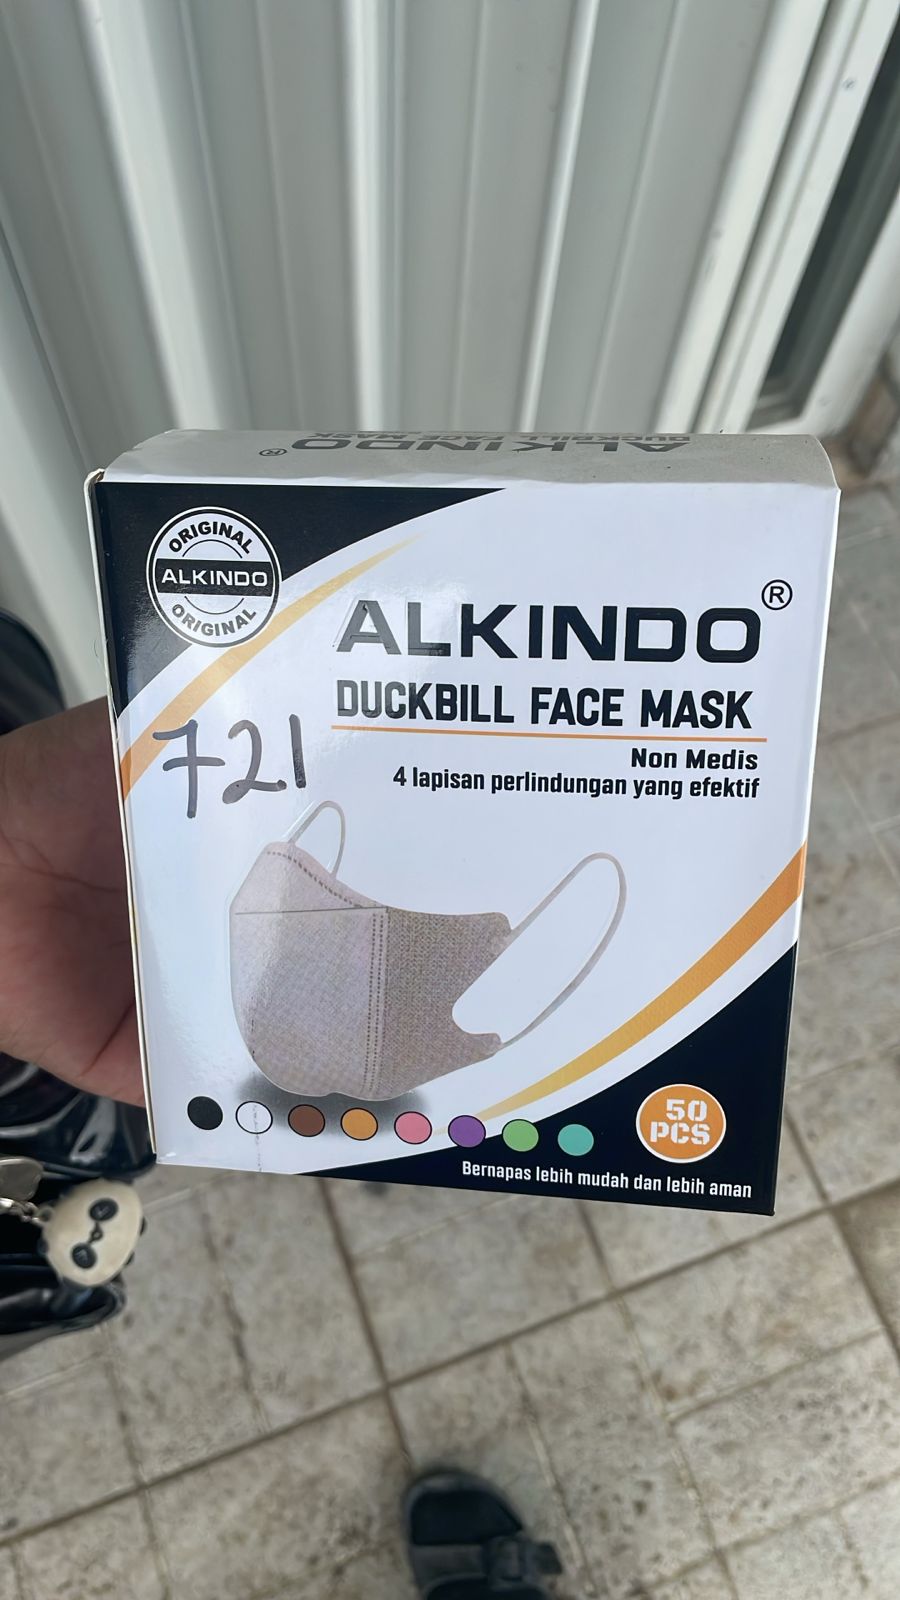 ALKINDO®
DUCKBILL FACE MASK
ORIGINAL
ALKINDO
ORIGINAL
ALKINDO®
DUCKBILL FACE MASK
Non Medis
4 lapisan perlindungan yang efektif
721
50
PCS
Bernapas lebih mudah dan lebih aman